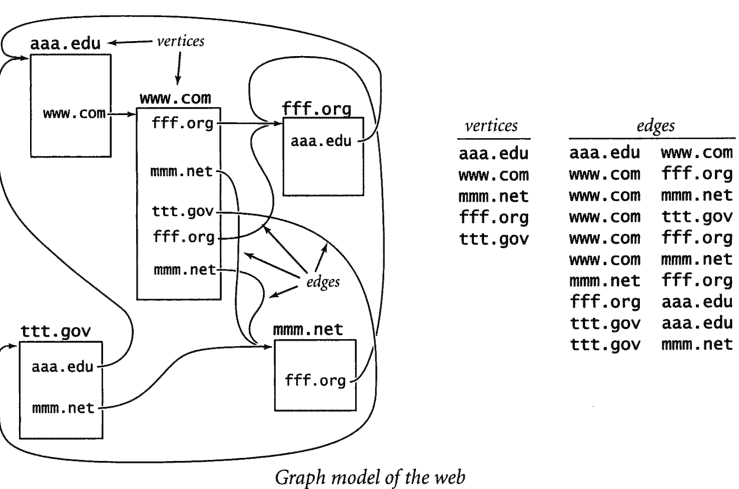 aaa.edu
vertices
www.com
www.com
fff.org
mmm.net
ttt.gov
fff.org
mmm.net
fff.org
aaa.edu
edges
ttt.gov
aaa.edu
mmm.net
mmm.net
fff.org
vertices
aaa.edu
www.com
mmm.net
fff.org
ttt.gov
edges
aaa.edu www.com
www.com fff.org
www.com mmm.net
www.com ttt.gov
www.com fff.org
www.com mmm.net
mmm.net fff.org
fff.org aaa.edu
ttt.gov aaa.edu
ttt.gov mmm.net
Graph model of the web